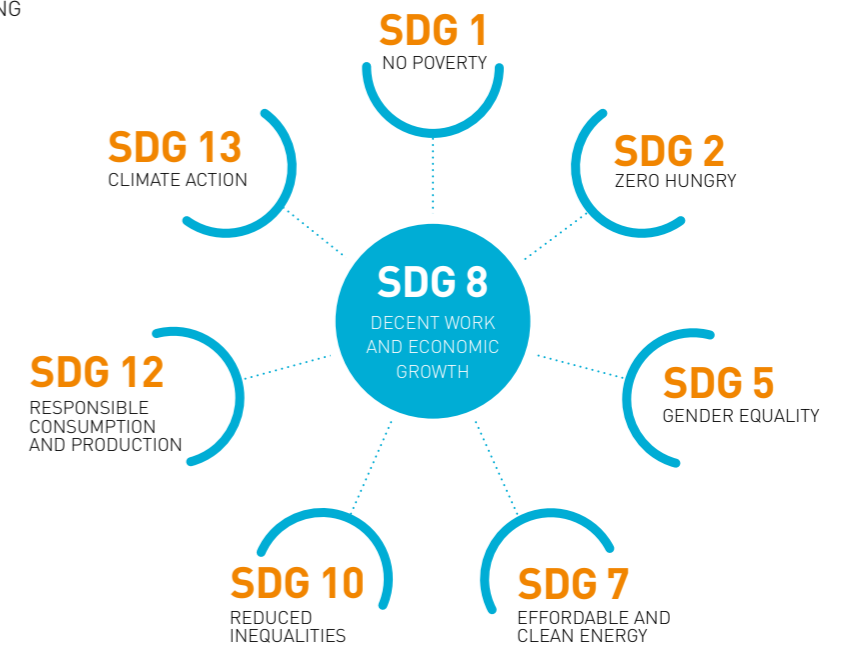 NG
SDG 1
NO POVERTY
SDG 13
CLIMATE ACTION
SDG 2
ZERO HUNGRY
SDG 8
DECENT WORK
AND ECONOMIC
GROWTH
SDG 12
RESPONSIBLE
CONSUMPTION
AND PRODUCTION
SDG 5
GENDER EQUALITY
SDG 10
REDUCED
INEQUALITIES
SDG 7
EFFORDABLE AND
CLEAN ENERGY